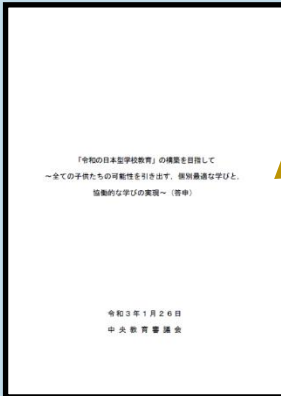 「令和の日本型学校教育」の構築を目指して
～全ての子供たちの可能性を引き出す，個別最適な学びと，
協働的な学びの実現～（答申）
令和３年１月２６日
中央教育審議会